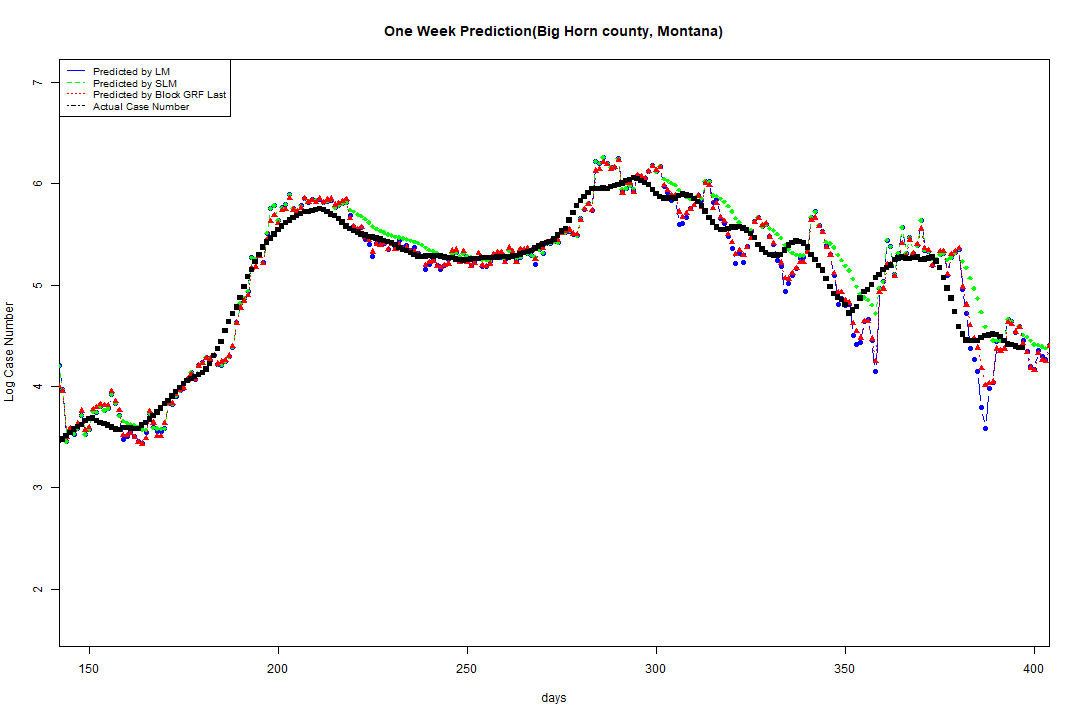 One Week Prediction(Big Horn county, Montana)
Predicted by LM
Predicted by SLM
Predicted by Block GRF Last
Actual Case Number
7
6
5
4
3
2
Log Case Number
150 200 250 300 350 400
days